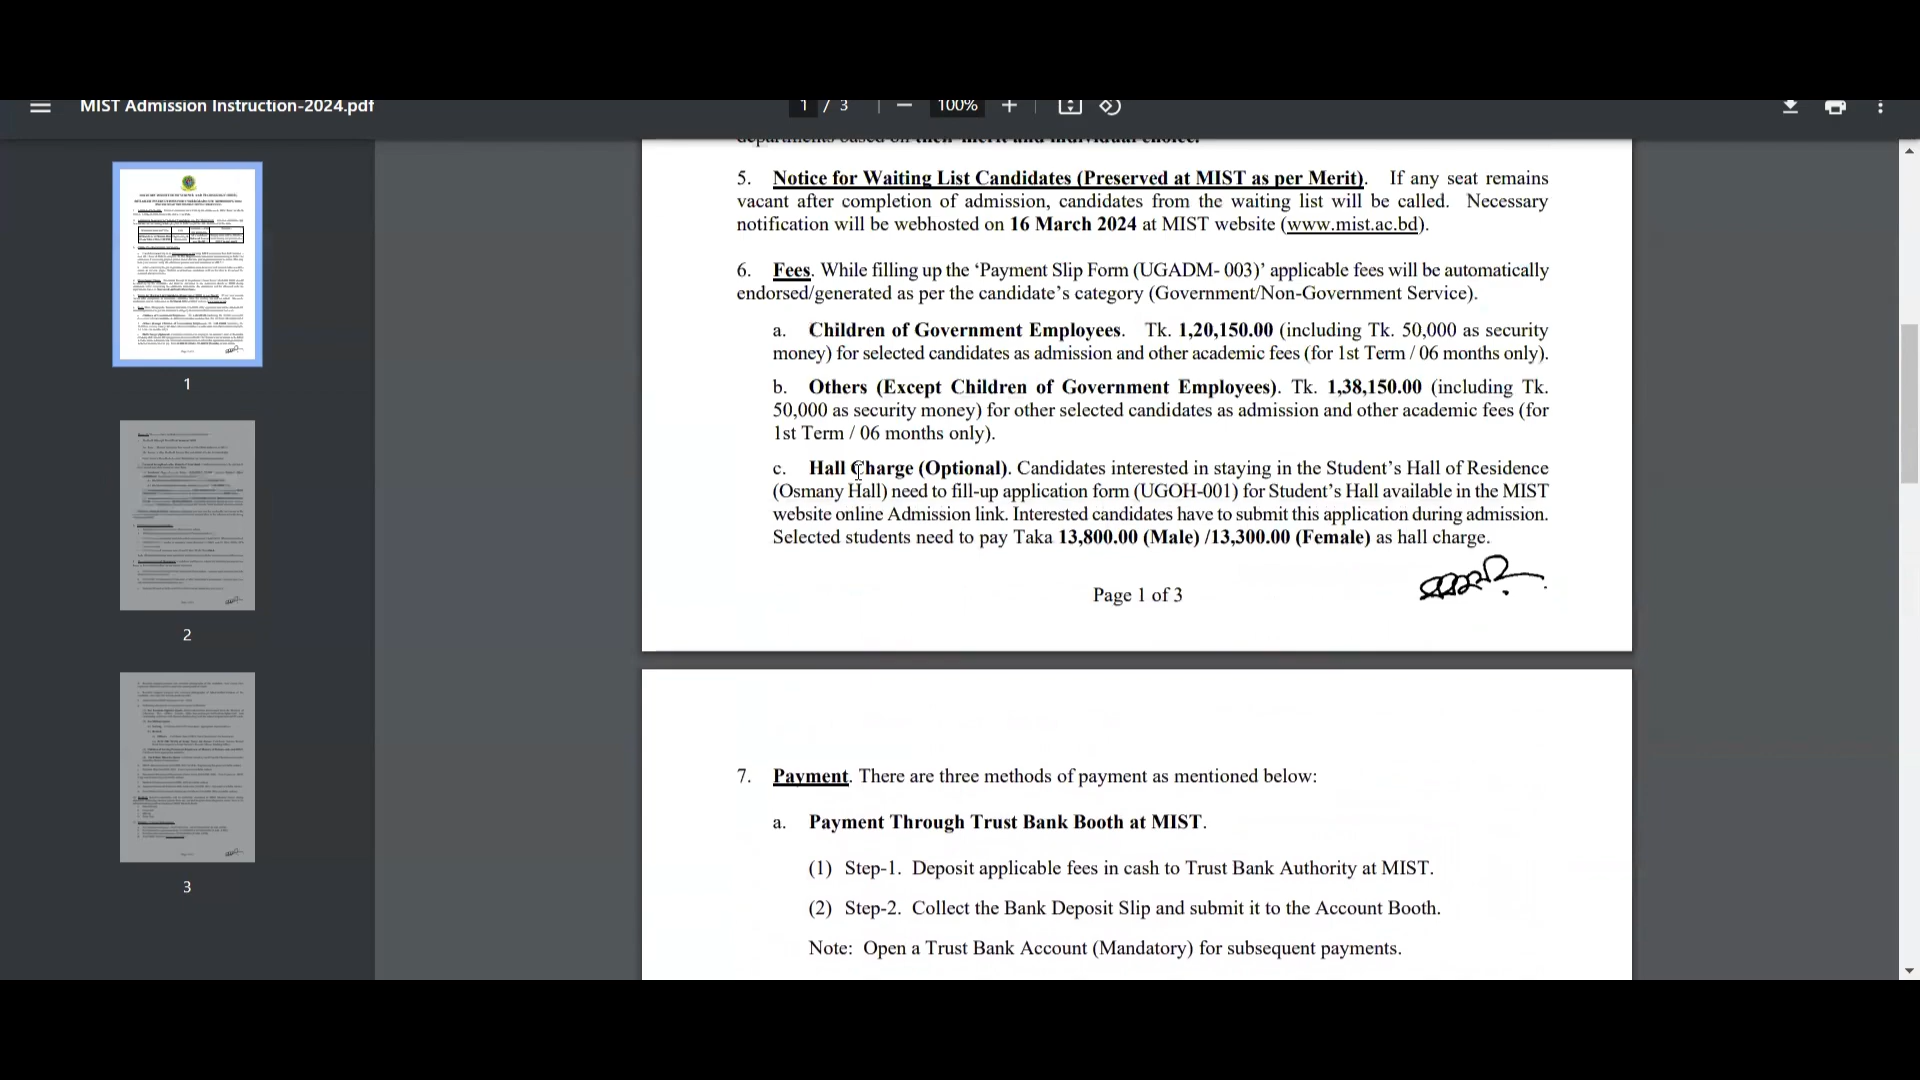 MIST Admission Instruction-2024.pdf
1 / 3
100%
5. Notice for Waiting List Candidates (Preserved at MIST as per Merit). If any seat remains
vacant after completion of admission, candidates from the waiting list will be called. Necessary
notification will be webhosted on 16 March 2024 at MIST website (www.mist.ac.bd).
6. Fees. While filling up the ‘Payment Slip Form (UGADM- 003)’ applicable fees will be automatically
endorsed/generated as per the candidate’s category (Government/Non-Government Service).
a. Children of Government Employees. Tk. 1,20,150.00 (including Tk. 50,000 as security
money) for selected candidates as admission and other academic fees (for 1st Term / 06 months only).
b. Others (Except Children of Government Employees). Tk. 1,38,150.00 (including Tk.
50,000 as security money) for other selected candidates as admission and other academic fees (for
1st Term / 06 months only).
c. Hall Charge (Optional). Candidates interested in staying in the Student’s Hall of Residence
(Osmany Hall) need to fill-up application form (UGOH-001) for Student’s Hall available in the MIST
website online Admission link. Interested candidates have to submit this application during admission.
Selected students need to pay Taka 13,800.00 (Male) /13,300.00 (Female) as hall charge.
Page 1 of 3
7. Payment. There are three methods of payment as mentioned below:
a. Payment Through Trust Bank Booth at MIST.
(1) Step-1. Deposit applicable fees in cash to Trust Bank Authority at MIST.
(2) Step-2. Collect the Bank Deposit Slip and submit it to the Account Booth.
Note: Open a Trust Bank Account (Mandatory) for subsequent payments.
1
2
3